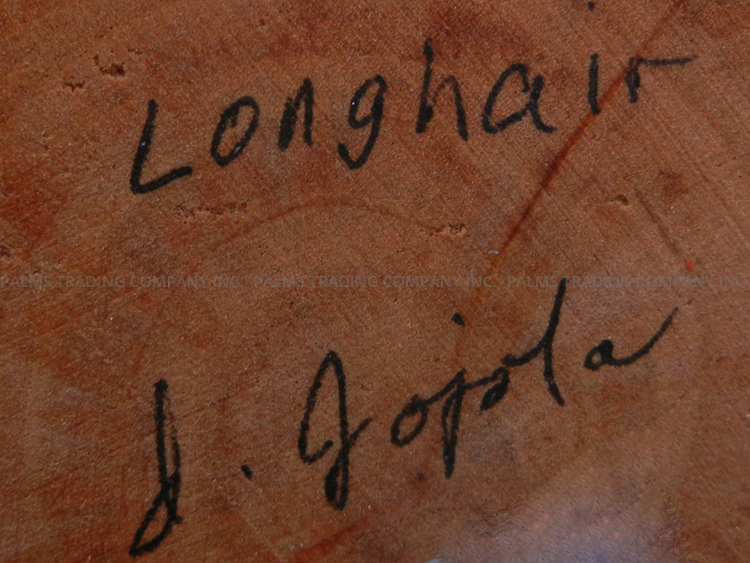 Longhair
PALMS TRADING COMPANY INC. PALMS TRADING COMPANY INC. PALMS TRADING COMPANY INC
J. Jojola